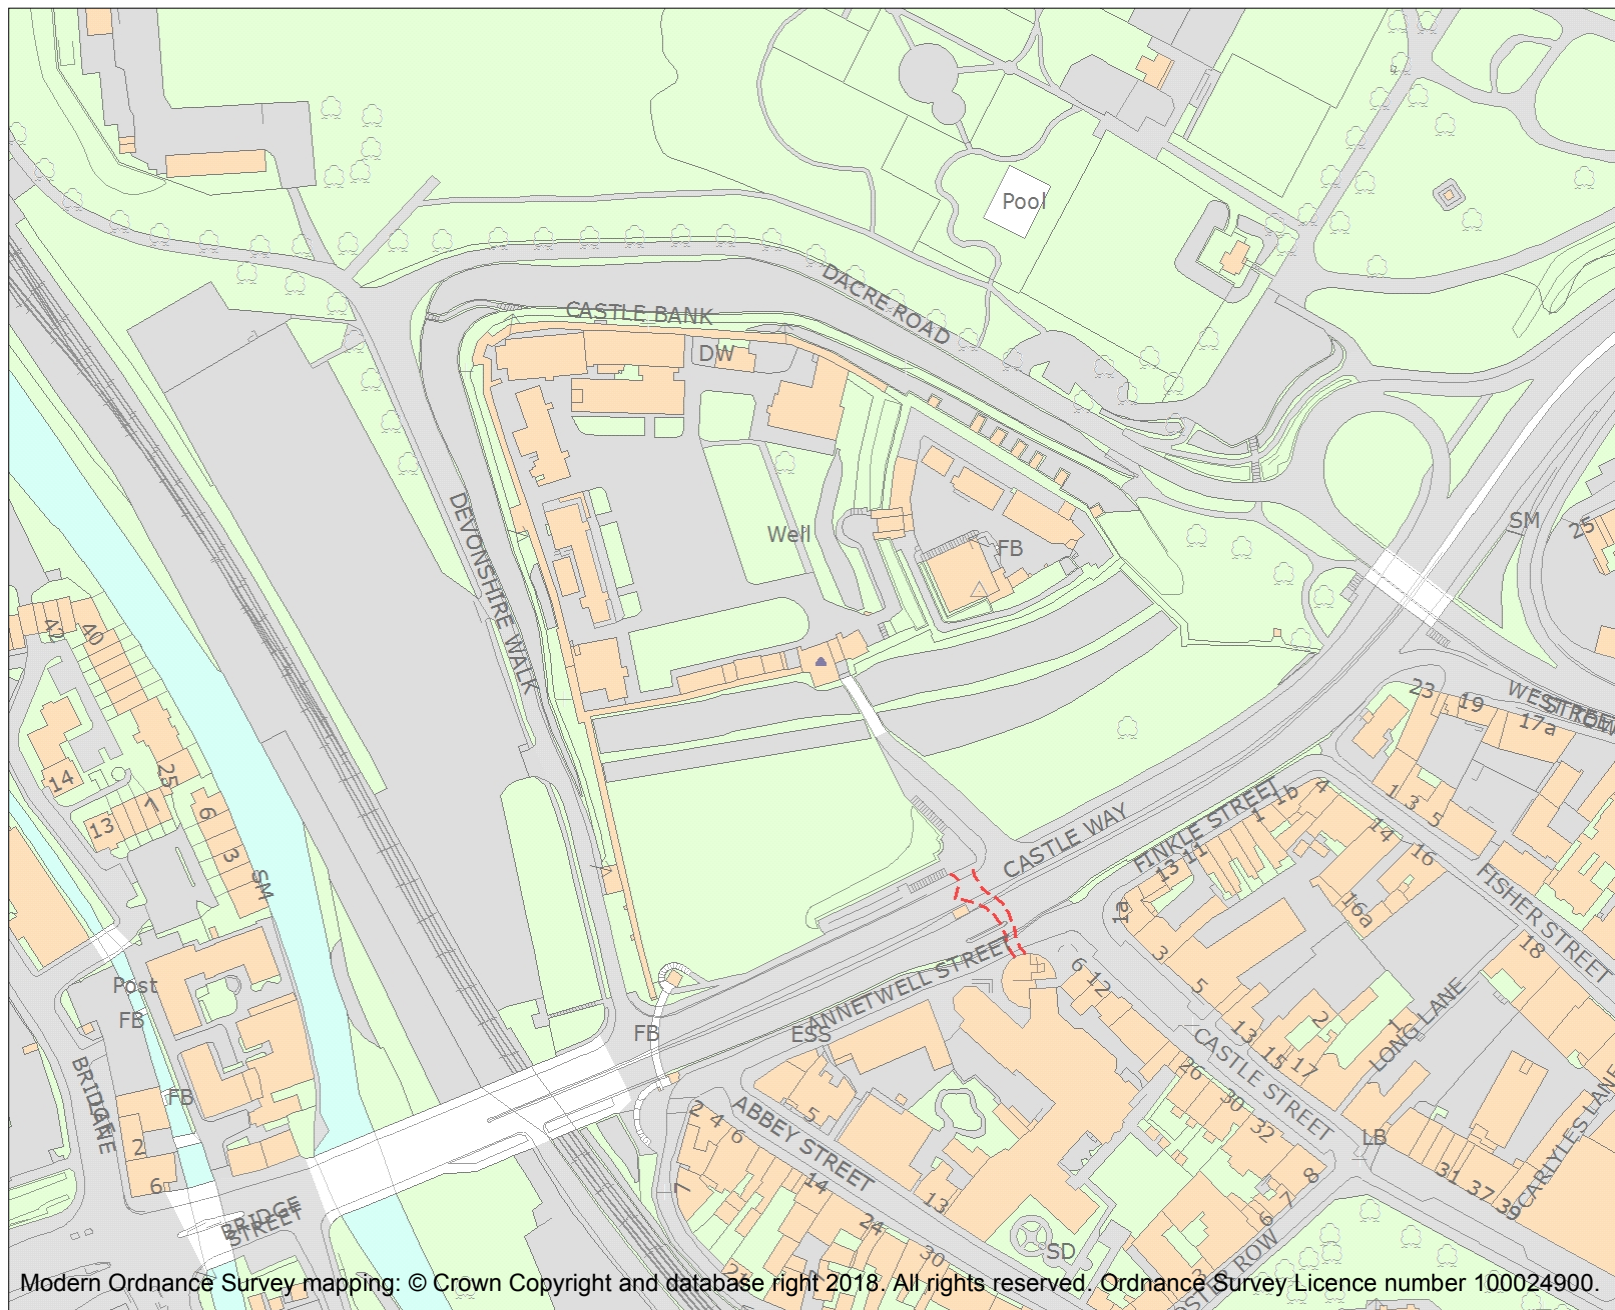 Pool
DACRE ROAD
CASTLE BANK
DW
DEVONSHIRE WALK
Well
FB
SM
25
42
40
14
25
7
13
6
3
SM
23
19
17a
CASTLE WAY
FINKLE STREET
1b
1
4
13
11
1a
1
3
5
14
16
FISHER STREET
16a
18
3
5
6
12
ANNETWELL STREET
ESS
FB
Post
FB
FB
BRIDGE
LANE
2
6
BRIDGE
STREET
2
4
6
ABBEY STREET
5
7
14
13
24
30
21
SD
CASTLE STREET
13
15
17
2
1
LONG LANE
26
30
32
8
7
6
LB
31
37
39
CARLYLES LANE
3
Modern Ordnance Survey mapping: © Crown Copyright and database right 2018. All rights reserved. Ordnance Survey Licence number 100024900.